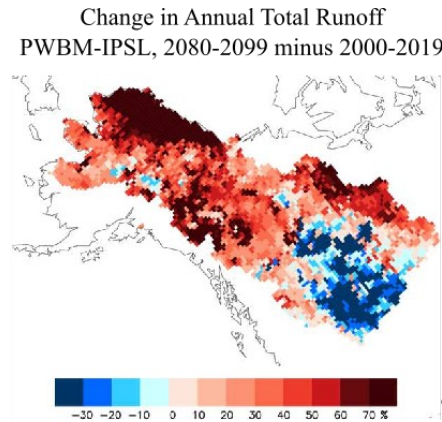 Change in Annual Total Runoff
PWBM-IPSL, 2080-2099 minus 2000-2019
-30 -20 -10 0 10 20 30 40 50 60 70 %